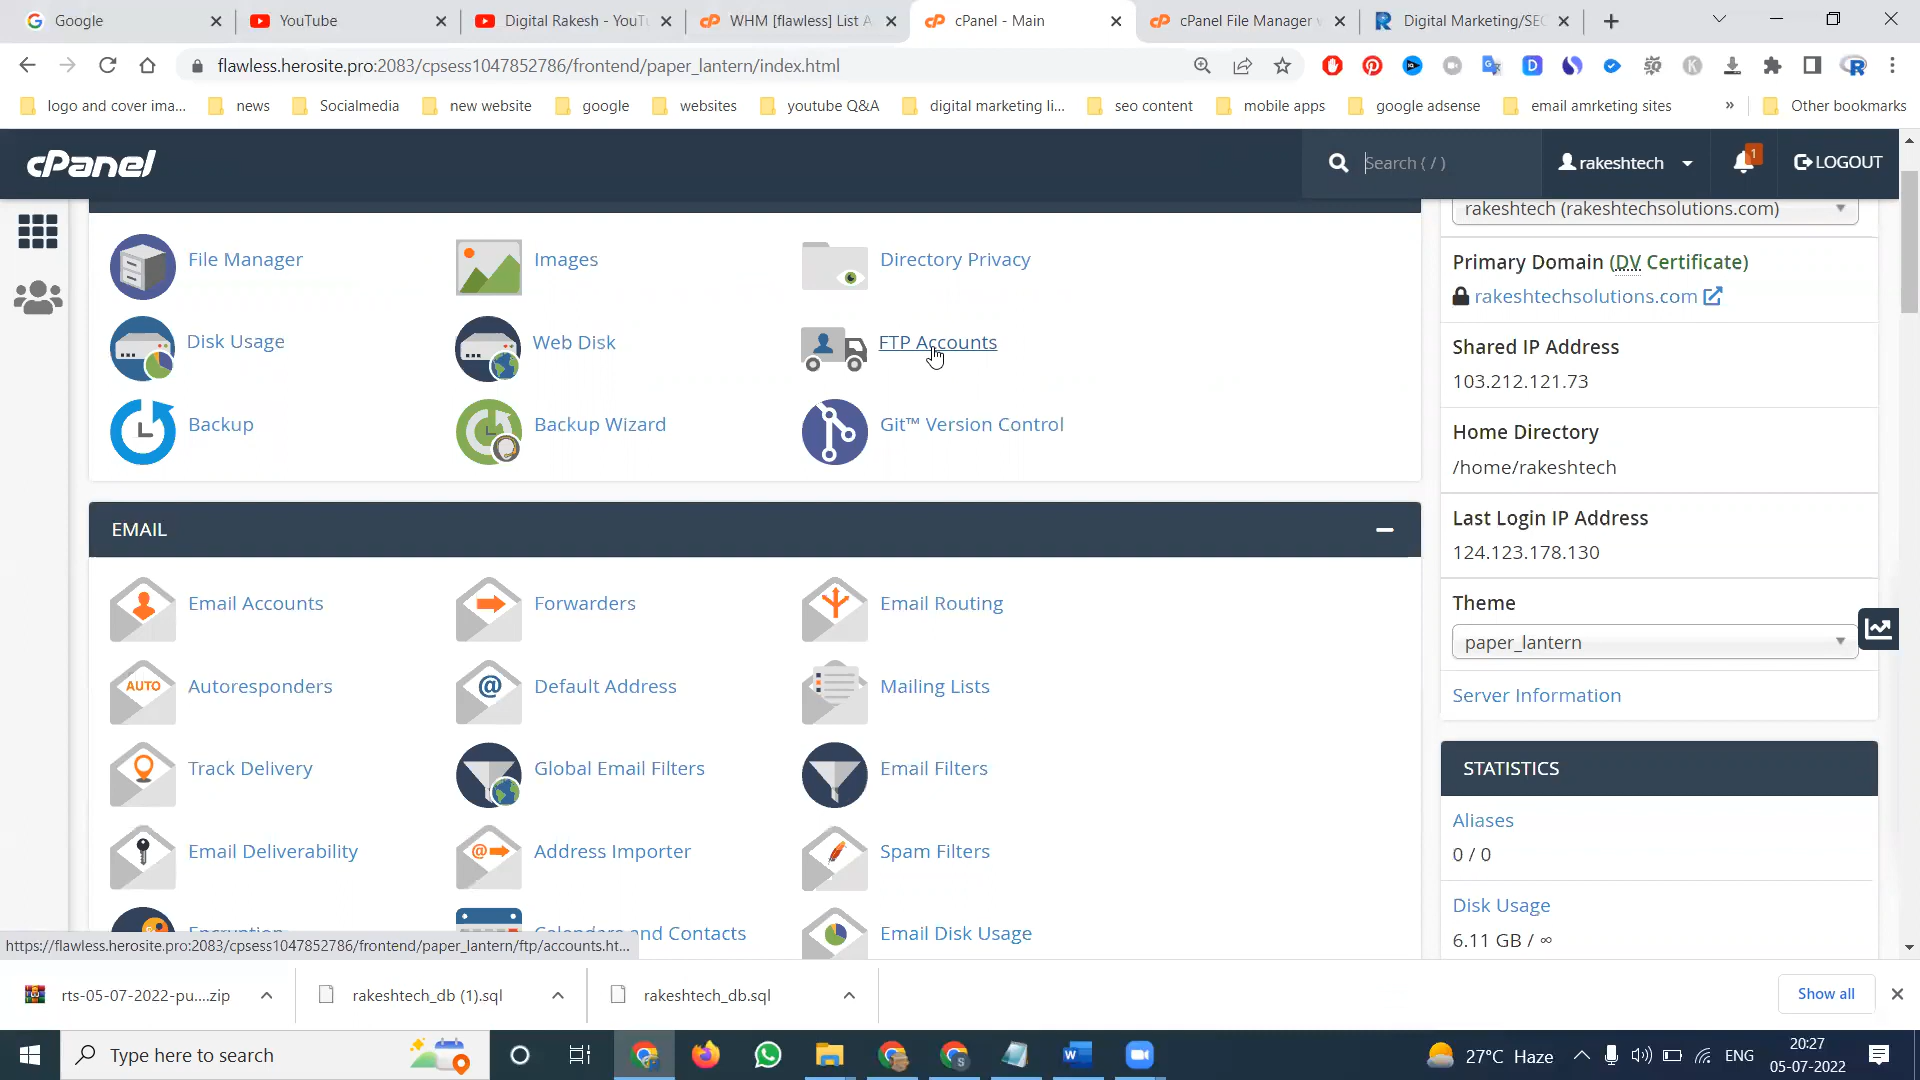 Google
YouTube
Digital Rakesh - YouT
WHM [flawless] List A
cPanel - Main
cPanel File Manager v
Digital Marketing/SEC
flawless.herosite.pro:2083/cpsess1047852786/frontend/paper_lantern/index.html
logo and cover ima...
news
Socialmedia
new website
google
websites
youtube Q&A
digital marketing li...
seo content
mobile apps
google adsense
email amrketing sites
»
Other bookmarks
cPanel
Search ( / )
rakeshtech
1
LOGOUT
File Manager
Images
Directory Privacy
Disk Usage
Web Disk
FTP Accounts
Backup
Backup Wizard
Git™ Version Control
EMAIL
Email Accounts
Forwarders
Email Routing
AUTO
Autoresponders
Default Address
Mailing Lists
Track Delivery
Global Email Filters
Email Filters
Email Deliverability
Address Importer
Spam Filters
Encryption
Calendars and Contacts
Email Disk Usage
rakeshtech (rakeshtechsolutions.com)
Primary Domain (DV Certificate)
rakeshtechsolutions.com
Shared IP Address
103.212.121.73
Home Directory
/home/rakeshtech
Last Login IP Address
124.123.178.130
Theme
paper_lantern
Server Information
STATISTICS
Aliases
0 / 0
Disk Usage
6.11 GB / ∞
https://flawless.herosite.pro:2083/cpsess1047852786/frontend/paper_lantern/ftp/accounts.ht...
rts-05-07-2022-pu....zip
rakeshtech_db (1).sql
rakeshtech_db.sql
Show all
Type here to search
27°C Haze
ENG
20:27
05-07-2022